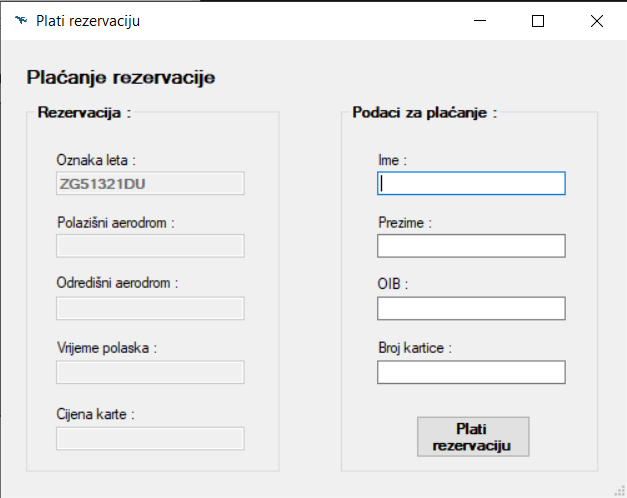 Plati rezervaciju
Plaćanje rezervacije
Rezervacija :
Oznaka leta :
ZG51321DU
Polazišni aerodrom :
Odredišni aerodrom :
Vrijeme polaska :
Cijena karte :
Podaci za plaćanje :
Ime :
Prezime :
OIB :
Broj kartice :
Plati
rezervaciju